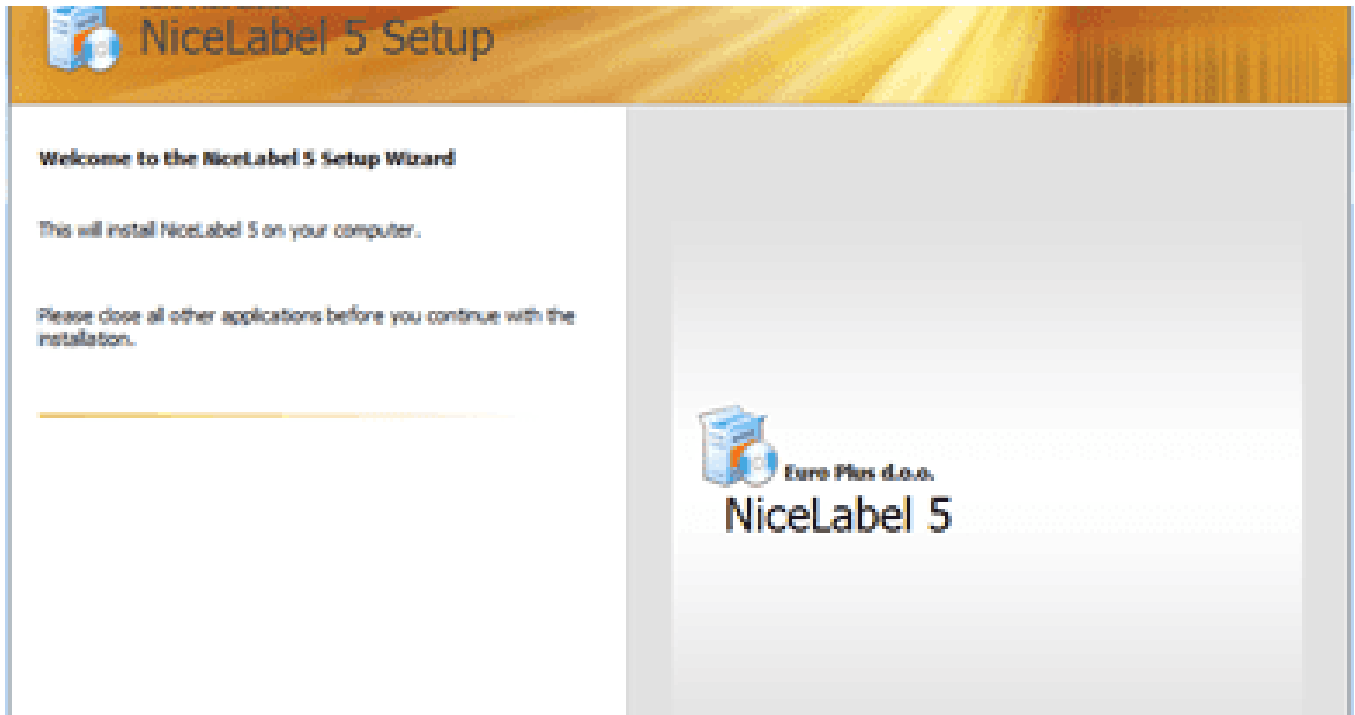 NiceLabel 5 Setup
Welcome to the NiceLabel 5 Setup Wizard
This will install NiceLabel 5 on your computer.
Please close all other applications before you continue with the
installation.
Euro Plus d.o.o.
NiceLabel 5